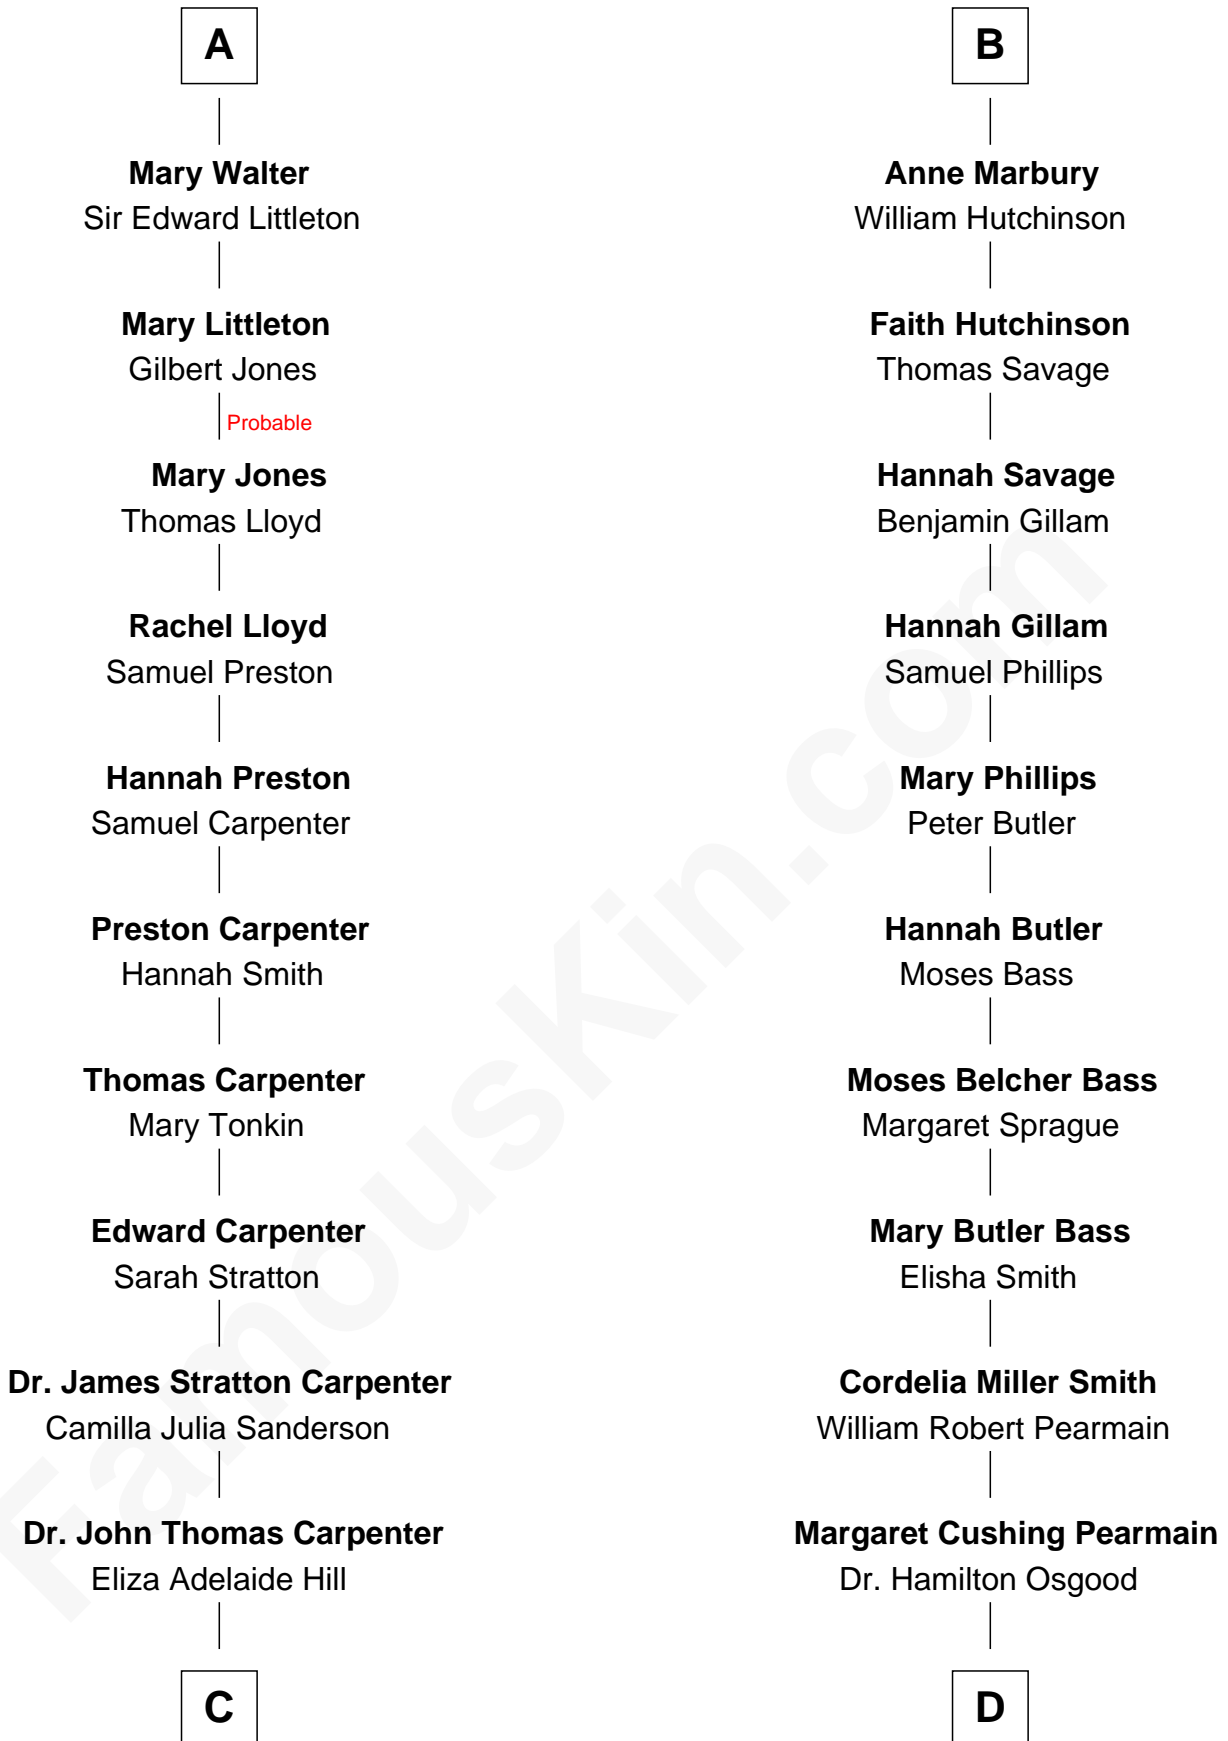 A
Mary Walter
Sir Edward Littleton
Mary Littleton
Gilbert Jones
Probable
Mary Jones
Thomas Lloyd
Rachel Lloyd
Samuel Preston
Hannah Preston
Samuel Carpenter
Preston Carpenter
Hannah Smith
Thomas Carpenter
Mary Tonkin
Edward Carpenter
Sarah Stratton
Dr. James Stratton Carpenter
Camilla Julia Sanderson
Dr. John Thomas Carpenter
Eliza Adelaide Hill
C
B
Anne Marbury
William Hutchinson
Faith Hutchinson
Thomas Savage
Hannah Savage
Benjamin Gillam
Hannah Gillam
Samuel Phillips
Mary Phillips
Peter Butler
Hannah Butler
Moses Bass
Moses Belcher Bass
Margaret Sprague
Mary Butler Bass
Elisha Smith
Cordelia Miller Smith
William Robert Pearmain
Margaret Cushing Pearmain
Dr. Hamilton Osgood
D
FamousKin.com